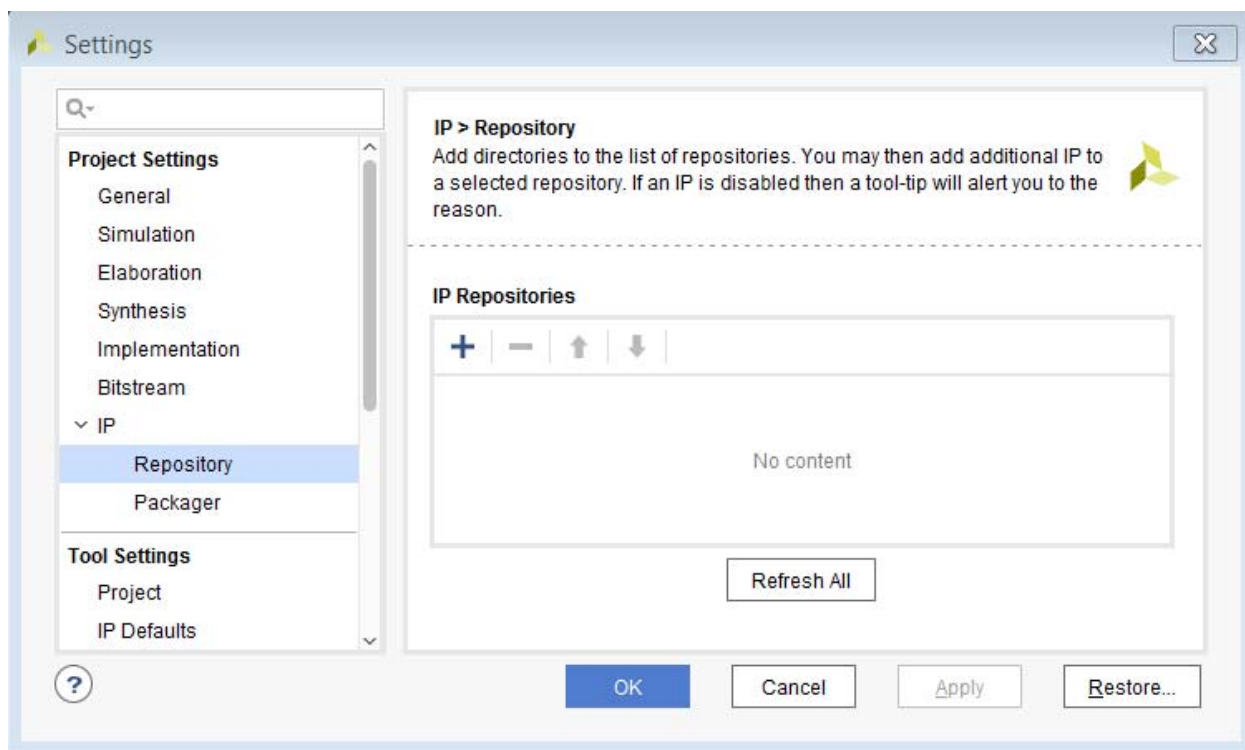 Settings
Project Settings
General
Simulation
Elaboration
Synthesis
Implementation
Bitstream
IP
Repository
Packager
Tool Settings
Project
IP Defaults
IP > Repository
Add directories to the list of repositories. You may then add additional IP to
a selected repository. If an IP is disabled then a tool-tip will alert you to the
reason.
IP Repositories
No content
Refresh All
?
OK
Cancel
Apply
Restore...